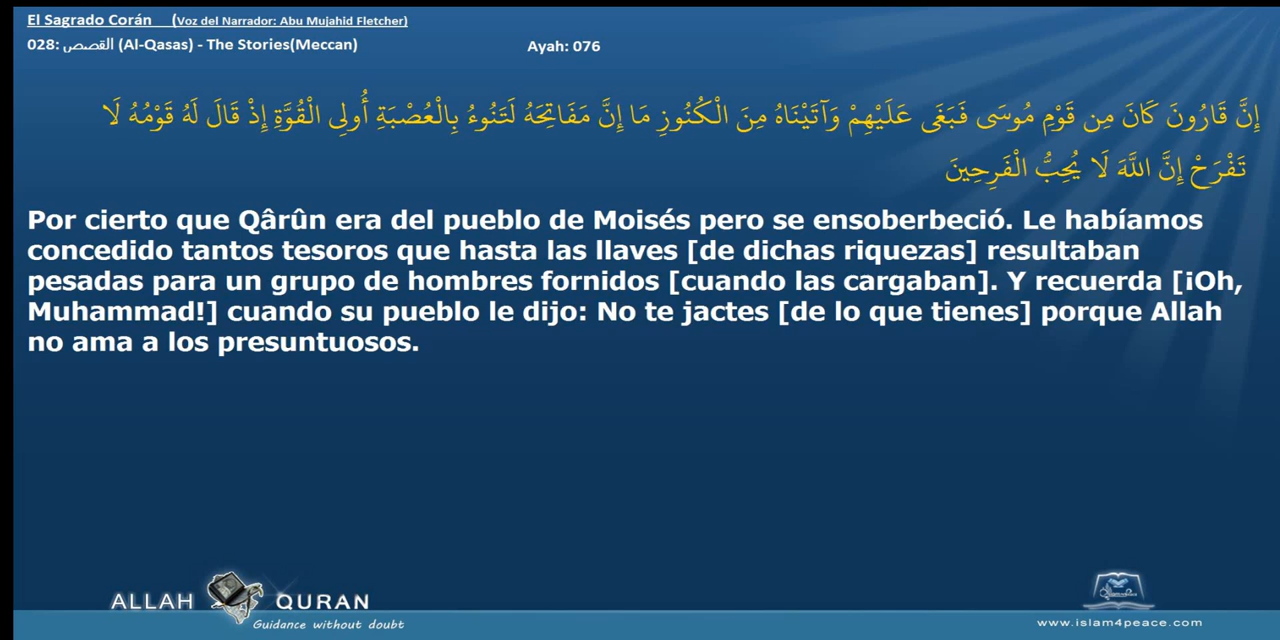 El Sagrado Corán (Voz del Narrador: Abu Mujahid Fletcher)
028: القصص (Al-Qasas) - The Stories(Meccan) Ayah: 076
إِنَّ قَارُونَ كَانَ مِن قَوْمِ مُوسَى فَبَغَى عَلَيْهِمْ وَآتَيْنَاهُ مِنَ الْكُنُوزِ مَا إِنَّ مَفَاتِحَهُ لَتَنُوءُ بِالْعُصْبَةِ أُولِي الْقُوَّةِ إِذْ قَالَ لَهُ قَوْمُهُ لَا
تَفْرَحْ إِنَّ اللَّهَ لَا يُحِبُّ الْفَرِحِينَ
Por cierto que Qârûn era del pueblo de Moisés pero se ensoberbeció. Le habíamos
concedido tantos tesoros que hasta las llaves [de dichas riquezas] resultaban
pesadas para un grupo de hombres fornidos [cuando las cargaban]. Y recuerda [¡Oh,
Muhammad!] cuando su pueblo le dijo: No te jactes [de lo que tienes] porque Allah
no ama a los presuntuosos.
ALLAH QURAN
Guidance without doubt
www.islam4peace.com